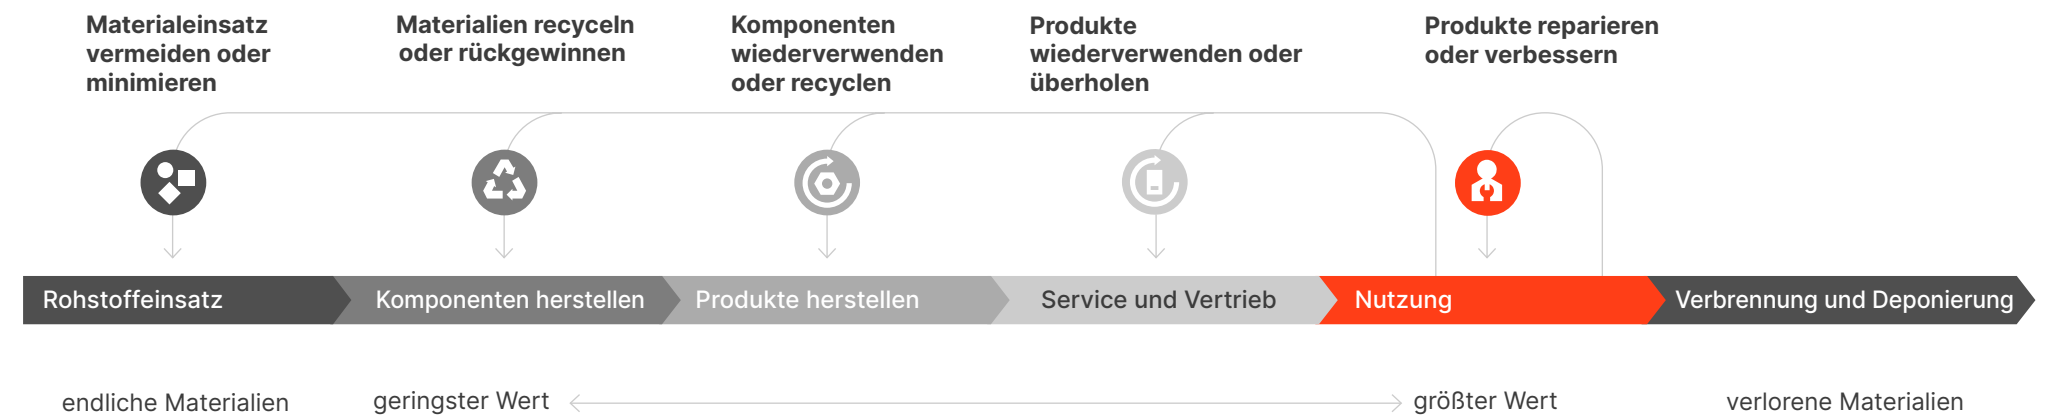 Materialeinsatz
vermeiden oder
minimieren
Materialien recyceln
oder rückgewinnen
Komponenten
wiederverwenden
oder recyclen
Produkte
wiederverwenden oder
überholen
Produkte reparieren
oder verbessern
Rohstoffeinsatz
Komponenten herstellen
Produkte herstellen
Service und Vertrieb
Nutzung
Verbrennung und Deponierung
endliche Materialien
geringster Wert
größter Wert
verlorene Materialien